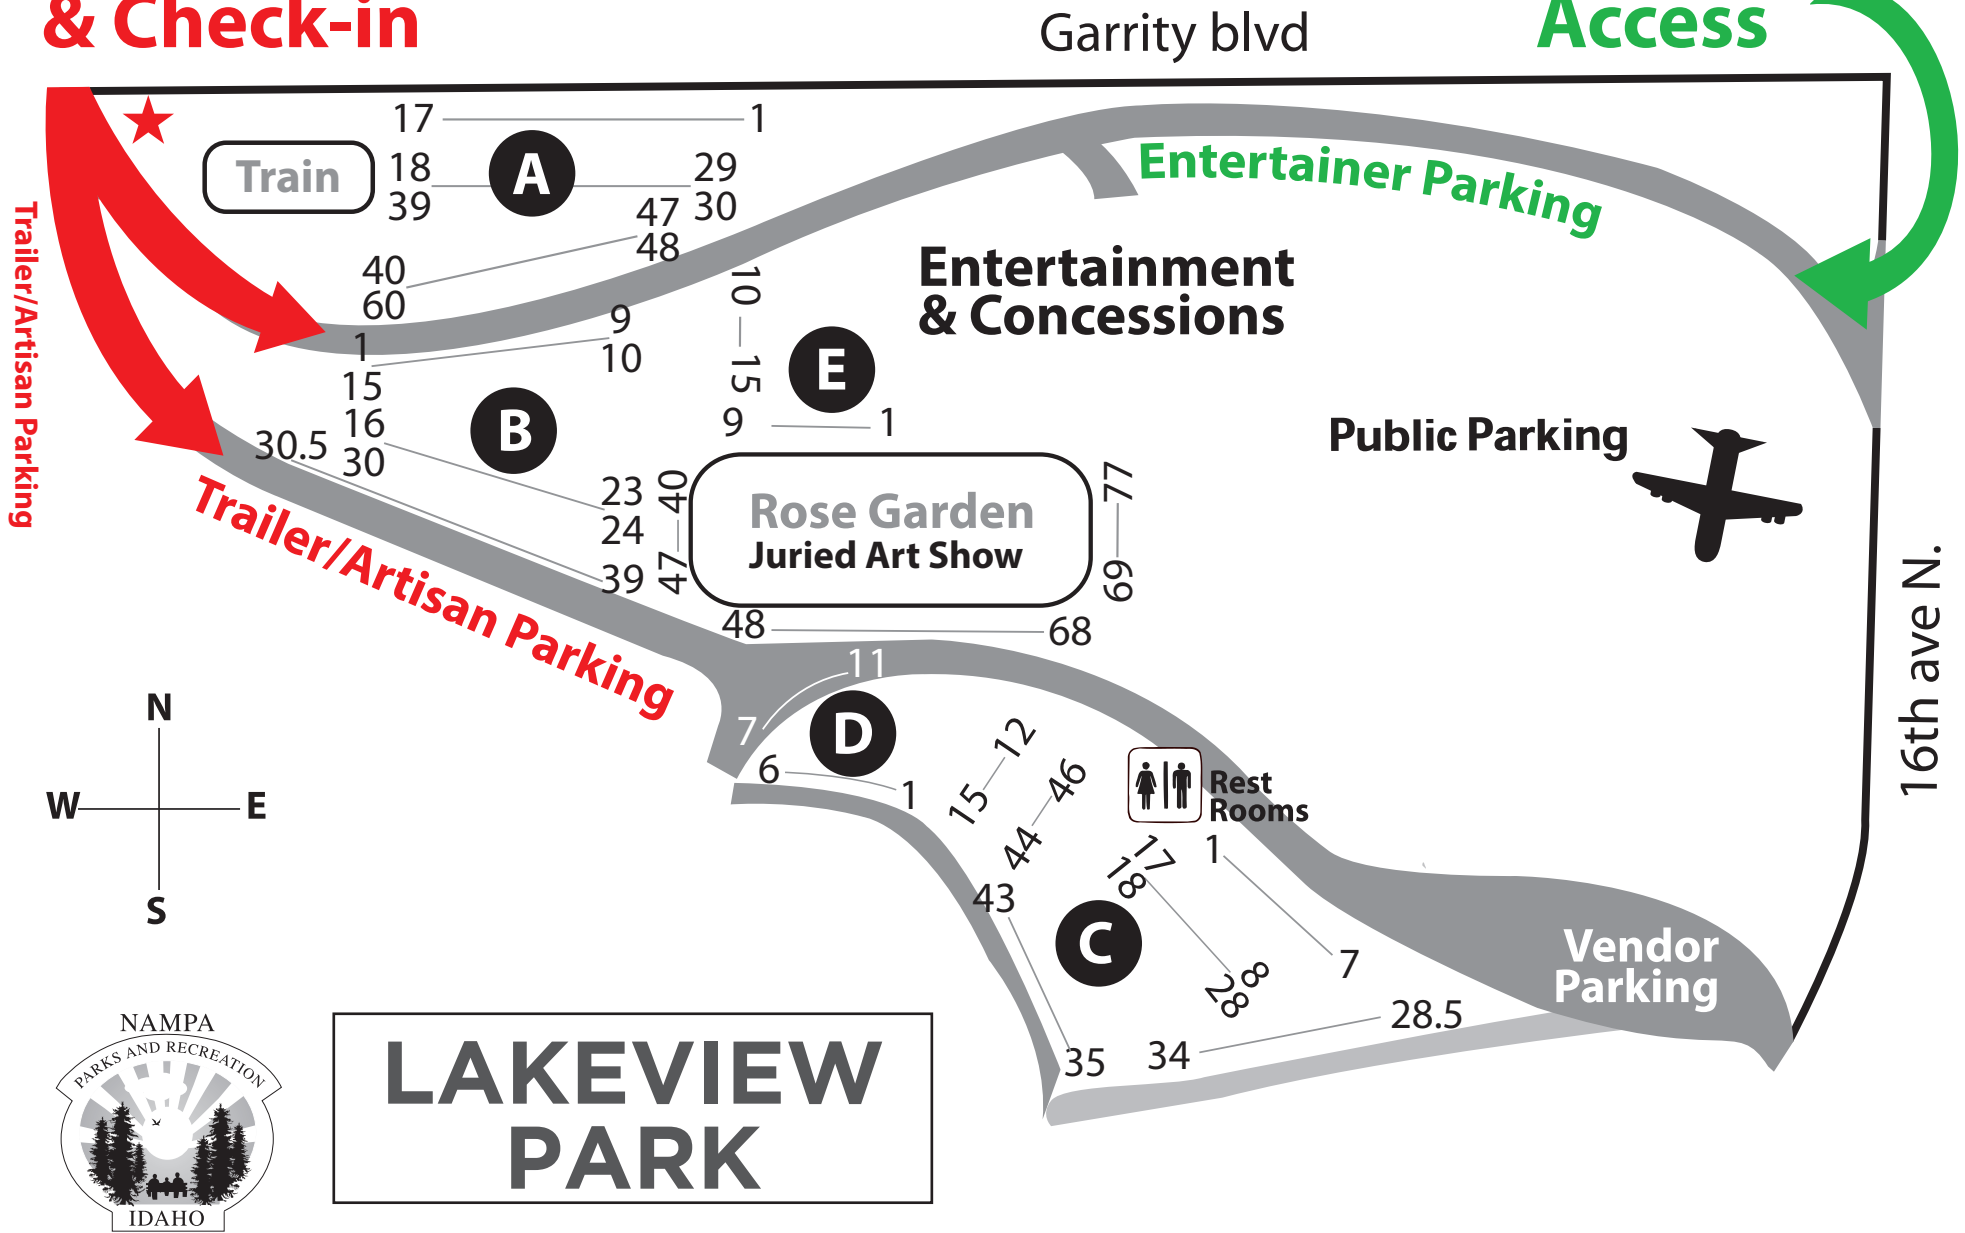 & Check-in
Garrity blvd
Access
17
1
Train
18
A
29
39
47
30
48
40
60
Entertainer Parking
Trailer/Artisan Parking
Entertainment
& Concessions
10
15
9
1
10
15
E
B
16
30.5
30
9
1
Public Parking
23
24
39
40
47
Rose Garden
Juried Art Show
77
69
48
68
Trailer/Artisan Parking
16th ave N.
11
7
D
6
1
12
15
46
44
Rest
Rooms
17
1
18
43
C
8
28
7
28.5
35
34
Vendor
Parking
N
W
E
S
NAMPA
PARKS AND RECREATION
IDAHO
LAKEVIEW
PARK